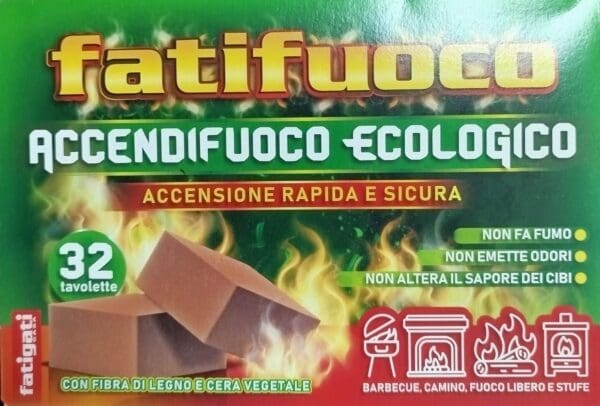 fatifuoco
ACCENDIFUOCO ECOLOGICO
ACCENSIONE RAPIDA E SICURA
NON FA FUMO
NON EMETTE ODORI
NON ALTERA IL SAPORE DEI CIBI
32
tavolette
fatigati
CASA
CON FIBRA DI LEGNO E CERA VEGETALE
BARBECUE, CAMINO, FUOCO LIBERO E STUFE